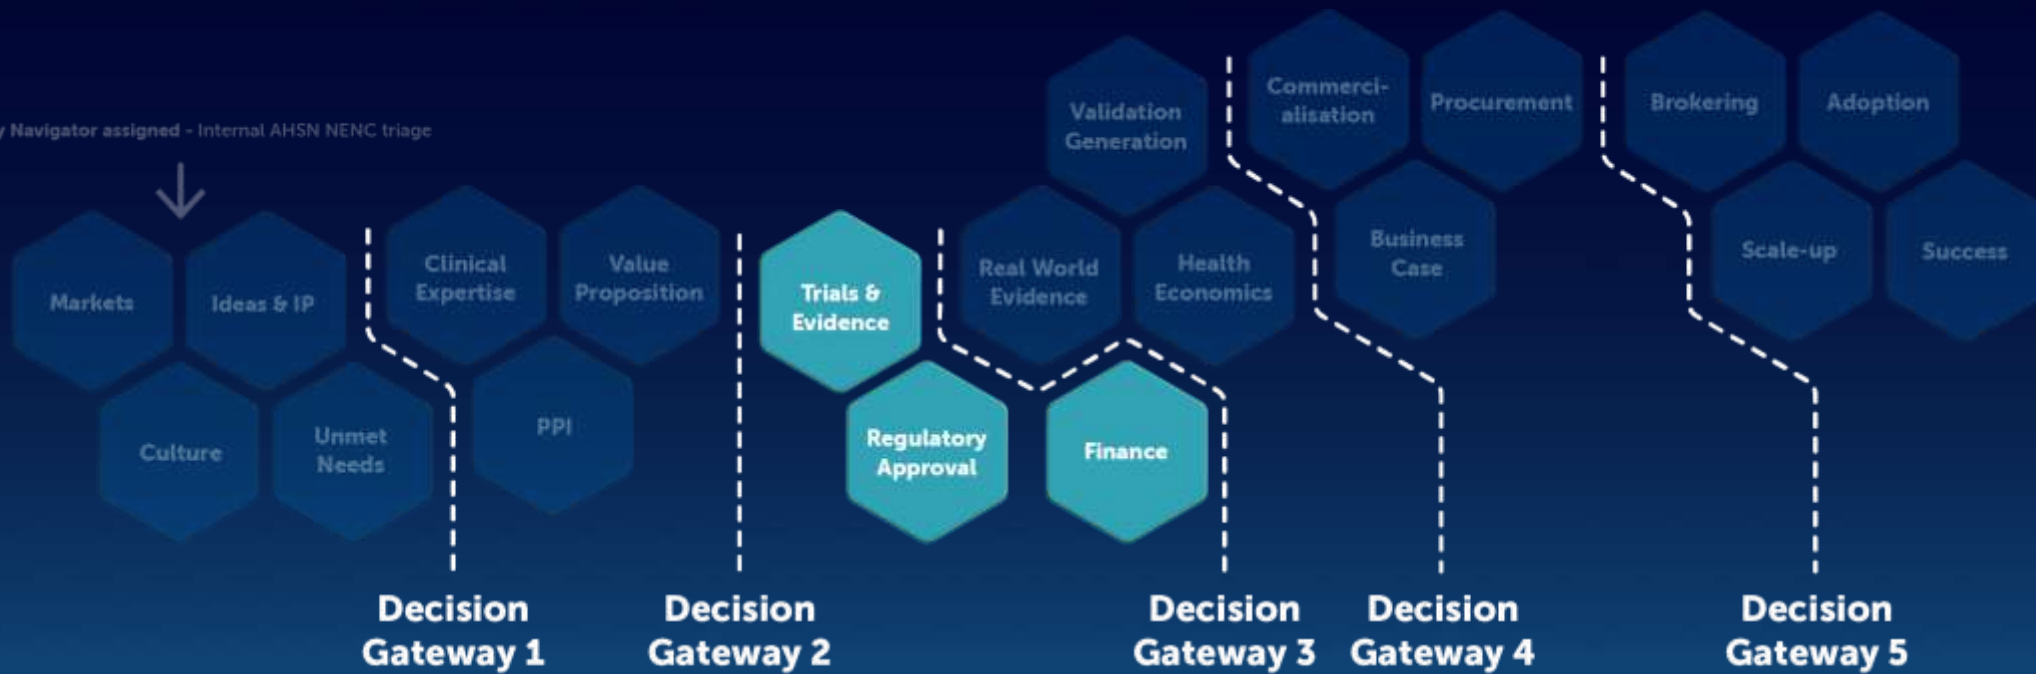 Navigator assigned - Internal AHSN NENC triage
Markets
Ideas & IP
Culture
Unmet
Needs
Clinical
Expertise
Value
Proposition
PPI
Trials &
Evidence
Regulatory
Approval
Finance
Validation
Generation
Real World
Evidence
Health
Economics
Commerci-
alisation
Procurement
Business
Case
Brokering
Adoption
Scale-up
Success
Decision
Gateway 1
Decision
Gateway 2
Decision
Gateway 3
Decision
Gateway 4
Decision
Gateway 5